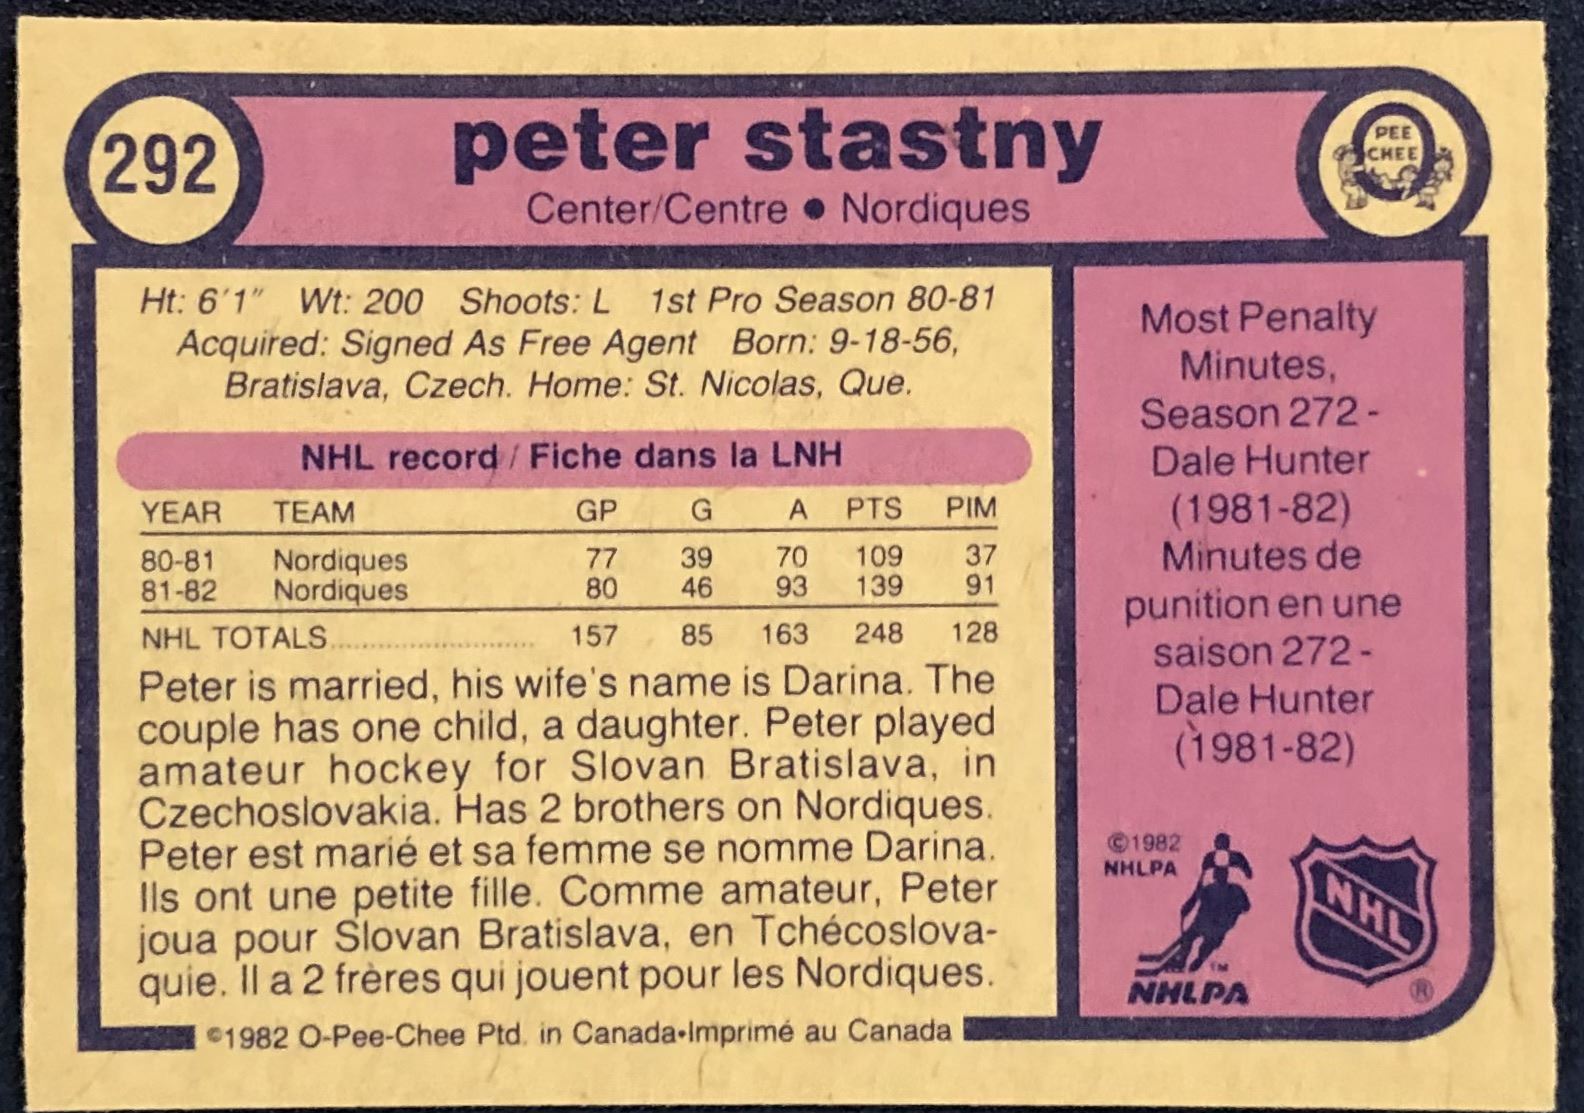 292
peter stastny
Center/Centre ● Nordiques
PEE
CHEE
Ht: 6'1" Wt: 200 Shoots: L 1st Pro Season 80-81
Acquired: Signed As Free Agent Born: 9-18-56,
Bratislava, Czech. Home: St. Nicolas, Que.
NHL record / Fiche dans la LNH
YEAR TEAM GP G A PTS PIM
80-81 Nordiques 77 39 70 109 37
81-82 Nordiques 80 46 93 139 91
NHL TOTALS.......................... 157 85 163 248 128
Peter is married, his wife's name is Darina. The
couple has one child, a daughter. Peter played
amateur hockey for Slovan Bratislava, in
Czechoslovakia. Has 2 brothers on Nordiques.
Peter est marié et sa femme se nomme Darina.
Ils ont une petite fille. Comme amateur, Peter
joua pour Slovan Bratislava, en Tchécoslova-
quie. Il a 2 frères qui jouent pour les Nordiques.
©1982 O-Pee-Chee Ptd. in Canada•Imprimé au Canada
Most Penalty
Minutes,
Season 272 -
Dale Hunter
(1981-82)
Minutes de
punition en une
saison 272 -
Dale Hunter
(1981-82)
©1982
NHLPA
TM
NHLPA
NHL
®